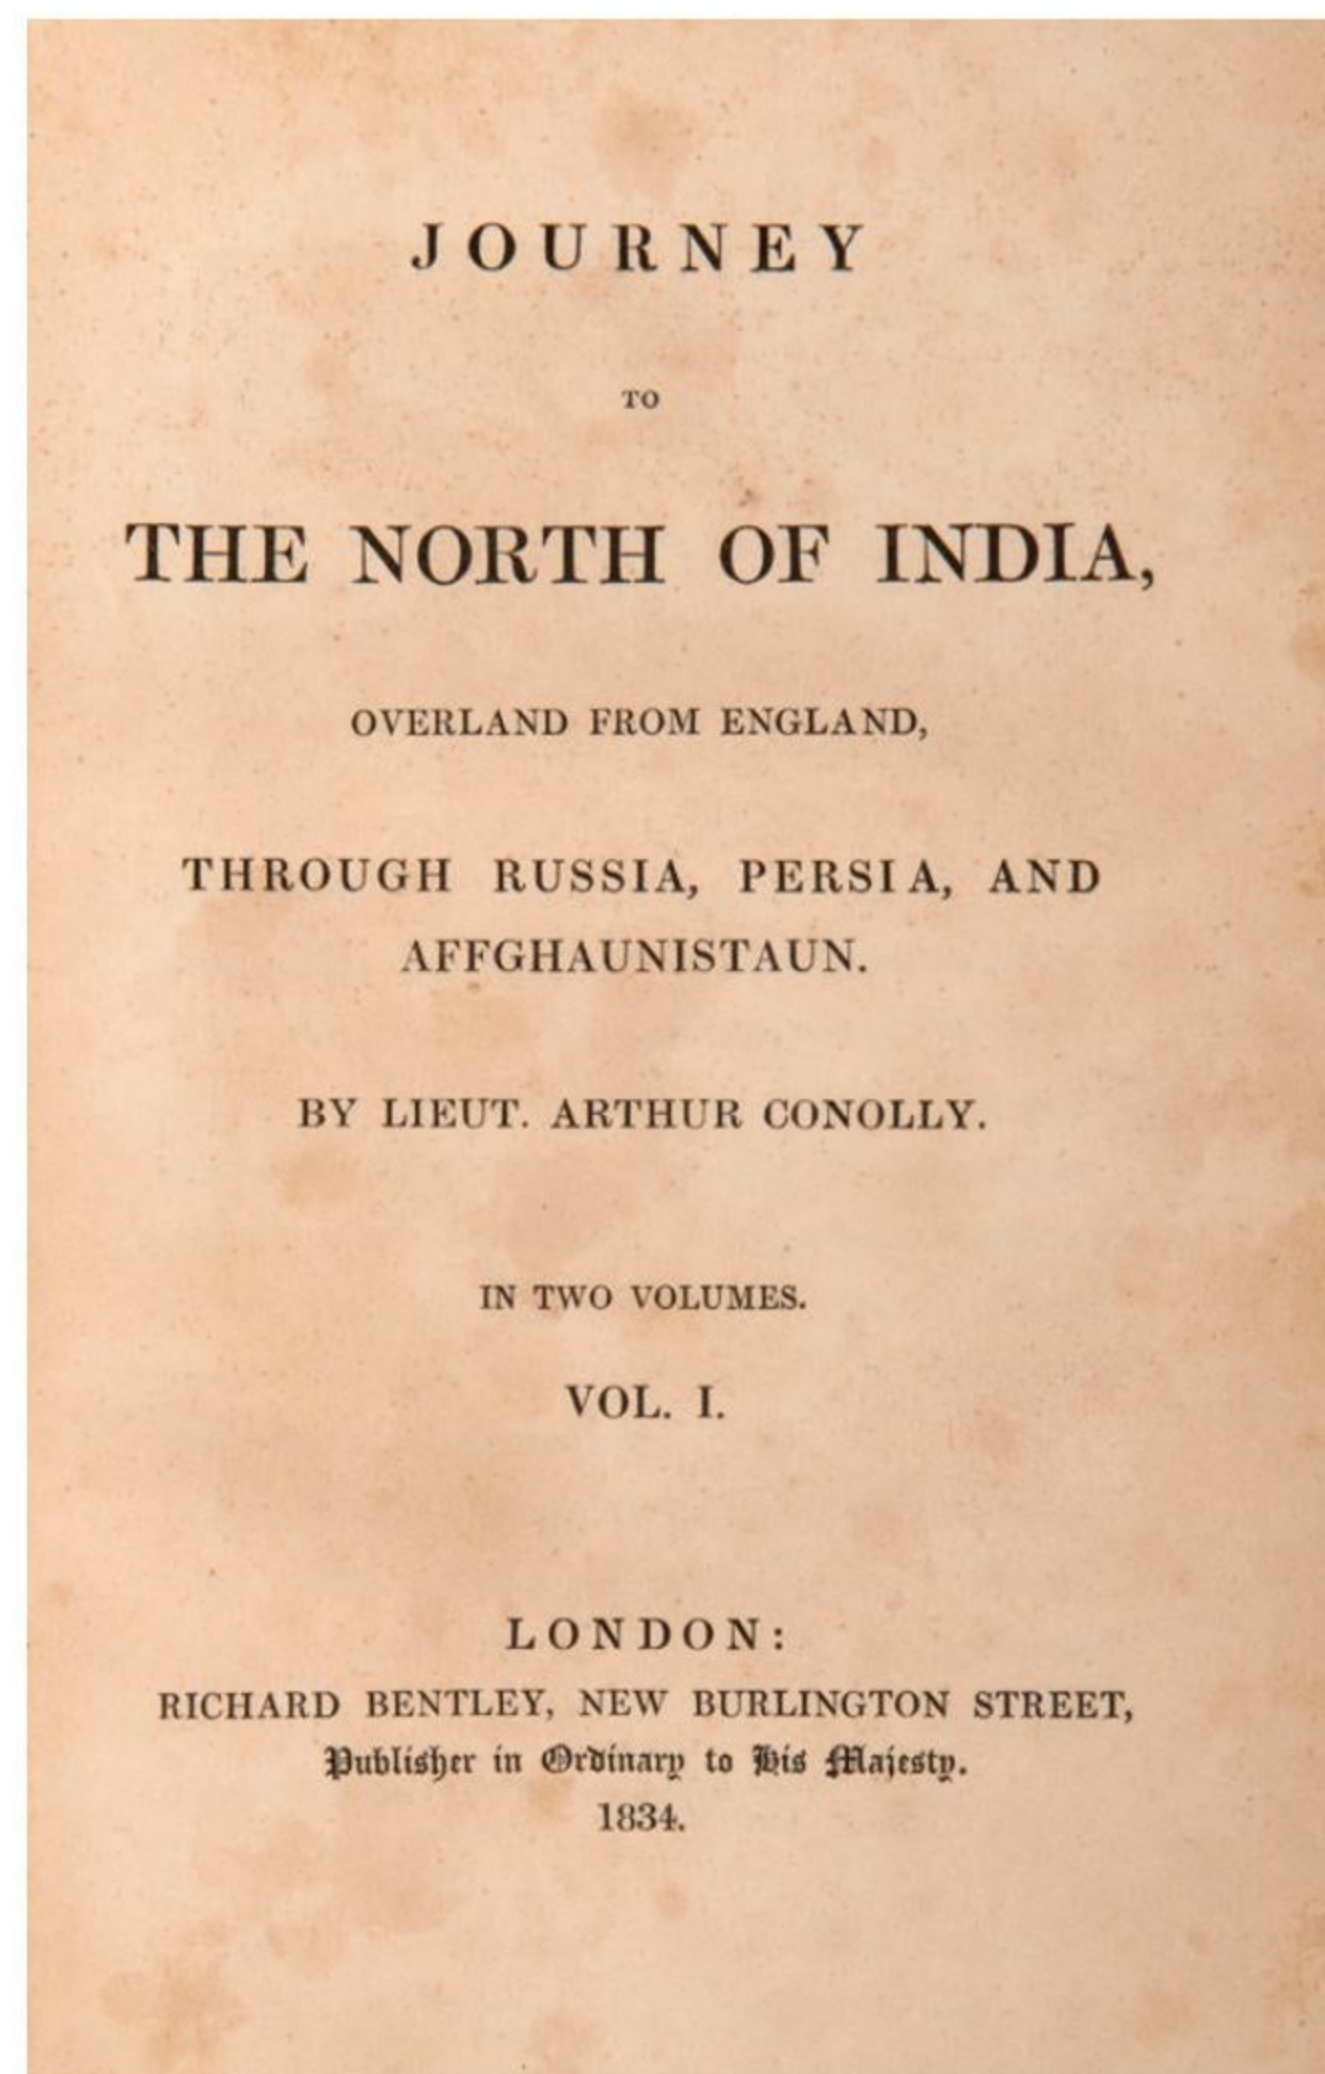 JOURNEY
TO
THE NORTH OF INDIA,
OVERLAND FROM ENGLAND,
THROUGH RUSSIA, PERSIA, AND
AFFGHAUNISTAUN.
BY LIEUT. ARTHUR CONOLLY.
IN TWO VOLUMES.
VOL. I.
LONDON:
RICHARD BENTLEY, NEW BURLINGTON STREET,
Publisher in Ordinary to His Majesty.
1834.